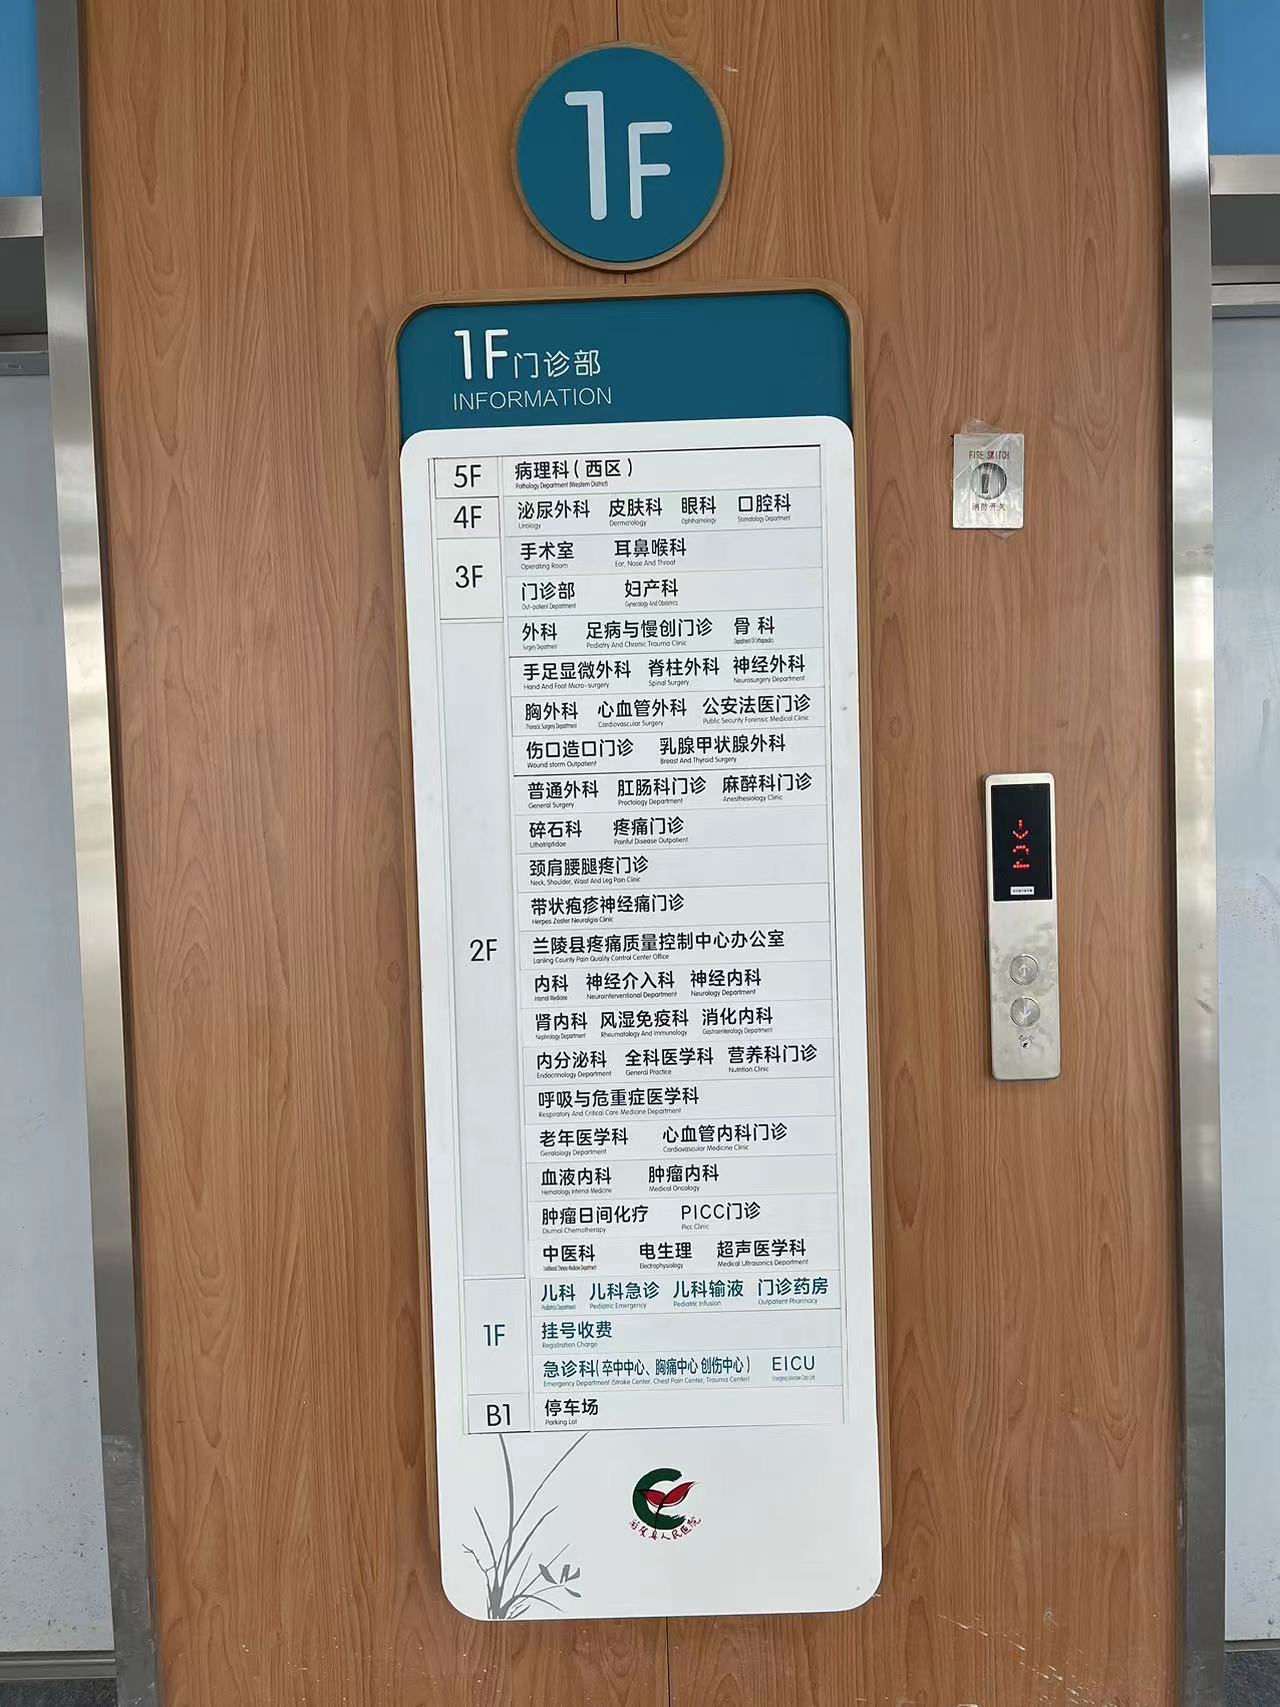 1F
1F门诊部
INFORMATION
5F
病理科(西区)
Pathology Department (Western District)
4F
泌尿外科 皮肤科 眼科 口腔科
Urology Dermatology Ophthalmology Stomatology Department
3F
手术室 耳鼻喉科
Operating Room Ear, Nose And Throat
门诊部 妇产科
Out-patient Department Gynecology And Obstetrics
2F
外科 足病与慢创门诊 骨科
Surgery Department Podiatry And Chronic Trauma Clinic Department Of Orthopaedics
手足显微外科 脊柱外科 神经外科
Hand And Foot Micro-surgery Spinal Surgery Neurosurgery Department
胸外科 心血管外科 公安法医门诊
Thoracic Surgery Department Cardiovascular Surgery Public Security Forensic Medical Clinic
伤口造口门诊 乳腺甲状腺外科
Wound storm Outpatient Breast And Thyroid Surgery
普通外科 肛肠科门诊 麻醉科门诊
General Surgery Proctology Department Anesthesiology Clinic
碎石科 疼痛门诊
Lithotriptidae Painful Disease Outpatient
颈肩腰腿疼门诊
Neck, Shoulder, Waist And Leg Pain Clinic
带状疱疹神经痛门诊
Herpes Zoster Neuralgia Clinic
兰陵县疼痛质量控制中心办公室
Lanling County Pain Quality Control Center Office
内科 神经介入科 神经内科
Internal Medicine Neurointerventional Department Neurology Department
肾内科 风湿免疫科 消化内科
Nephrology Department Rheumatology And Immunology Gastroenterology Department
内分泌科 全科医学科 营养科门诊
Endocrinology Department General Practice Nutrition Clinic
呼吸与危重症医学科
Respiratory And Critical Care Medicine Department
老年医学科 心血管内科门诊
Geratology Department Cardiovascular Medicine Clinic
血液内科 肿瘤内科
Hematology Internal Medicine Medical Oncology
肿瘤日间化疗 PICC门诊
Diurnal Chemotherapy Picc Clinic
中医科 电生理 超声医学科
Traditional Chinese Medicine Department Electrophysiology Medical Ultrasonics Department
1F
儿科 儿科急诊 儿科输液 门诊药房
Pediatrics Department Pediatric Emergency Pediatric Infusion Outpatient Pharmacy
挂号收费
Registration Charge
急诊科(卒中中心、胸痛中心 创伤中心) EICU
Emergency Department (Stroke Center, Chest Pain Center, Trauma Center)
B1
停车场
Parking Lot
兰陵县人民医院
FIRE SWITCH
消防开关